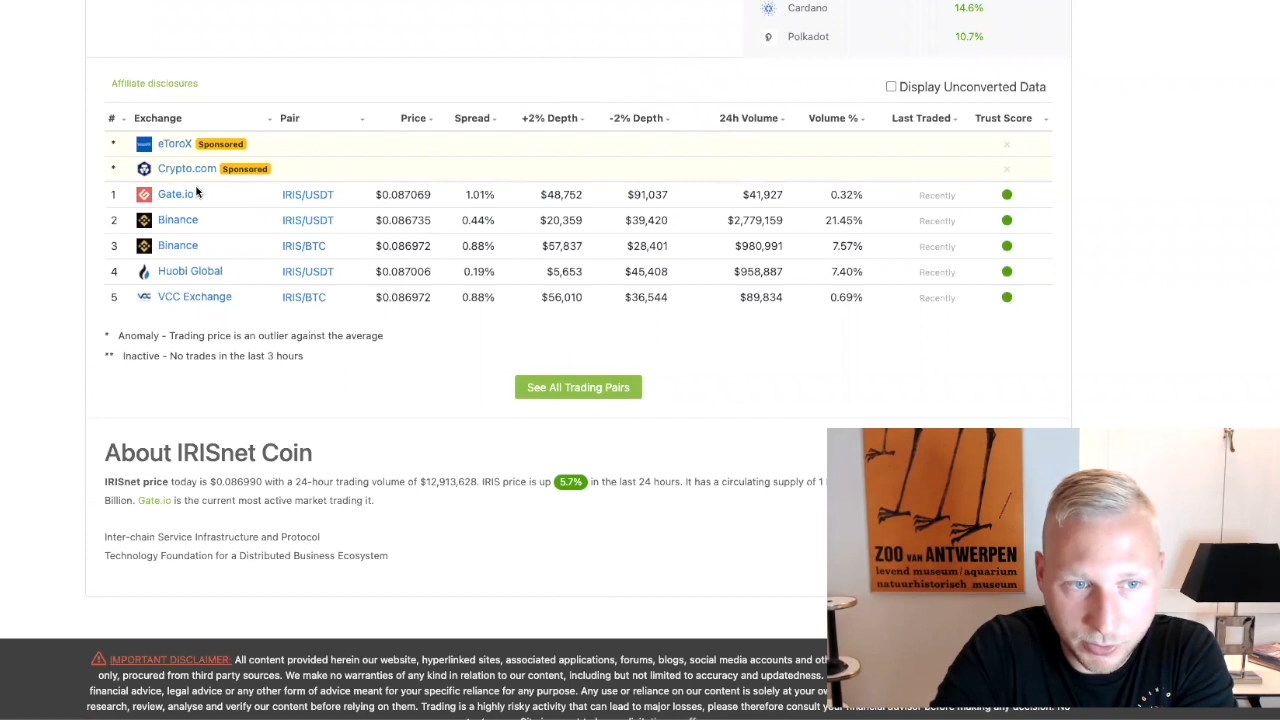 Cardano 14.6%
Polkadot 10.7%
Affiliate disclosures
Display Unconverted Data
# Exchange Pair Price Spread +2% Depth -2% Depth 24h Volume Volume % Last Traded Trust Score
* eToroX Sponsored
* Crypto.com Sponsored
1 Gate.io IRIS/USDT $0.087069 1.01% $48,752 $91,037 $41,927 0.32% Recently
2 Binance IRIS/USDT $0.086735 0.44% $20,359 $39,420 $2,779,159 21.45% Recently
3 Binance IRIS/BTC $0.086972 0.88% $57,837 $28,401 $980,991 7.57% Recently
4 Huobi Global IRIS/USDT $0.087006 0.19% $5,653 $45,408 $958,887 7.40% Recently
5 VCC Exchange IRIS/BTC $0.086972 0.88% $56,010 $36,544 $89,834 0.69% Recently
* Anomaly - Trading price is an outlier against the average
** Inactive - No trades in the last 3 hours
See All Trading Pairs
About IRISnet Coin
IRISnet price today is $0.086990 with a 24-hour trading volume of $12,913,628. IRIS price is up 5.7% in the last 24 hours. It has a circulating supply of 1
Billion. Gate.io is the current most active market trading it.
Inter-chain Service Infrastructure and Protocol
Technology Foundation for a Distributed Business Ecosystem
ZOO VAN ANTWERPEN
levend museum/aquarium
natuurhistorisch museum
IMPORTANT DISCLAIMER: All content provided herein our website, hyperlinked sites, associated applications, forums, blogs, social media accounts and
only, procured from third party sources. We make no warranties of any kind in relation to our content, including but not limited to accuracy and updatedness.
financial advice, legal advice or any other form of advice meant for your specific reliance for any purpose. Any use or reliance on our content is solely at your
research, review, analyse and verify our content before relying on them. Trading is a highly risky activity that can lead to major losses, please therefore consult your financial advisor before making any decision. No